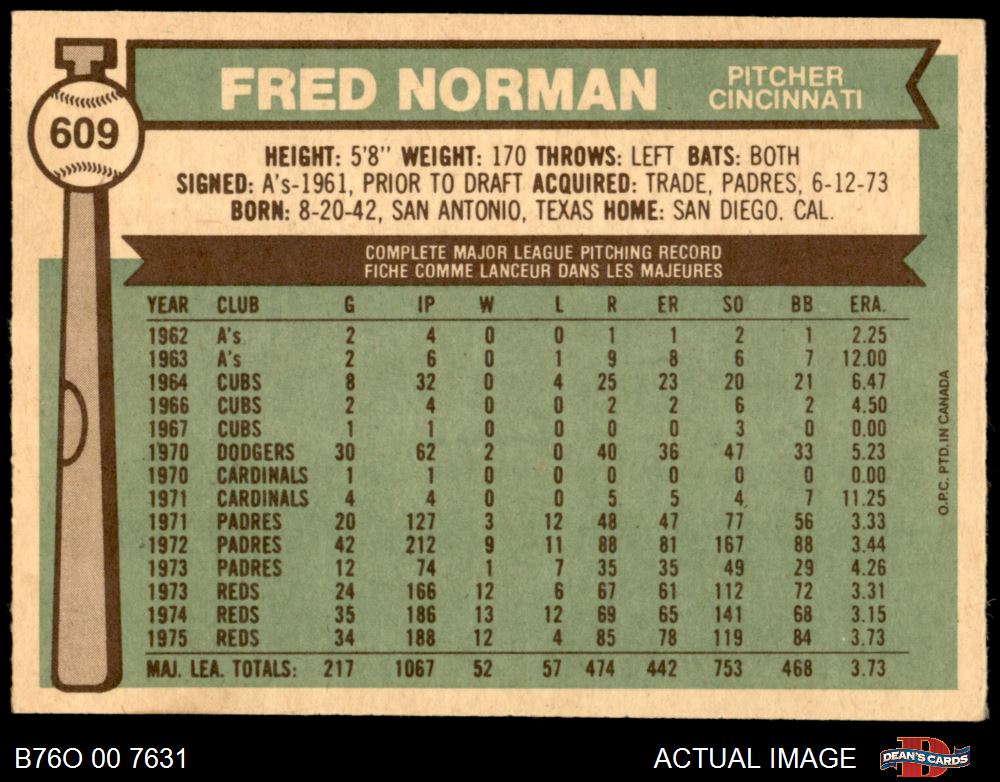 609
FRED NORMAN
PITCHER
CINCINNATI
HEIGHT: 5'8" WEIGHT: 170 THROWS: LEFT BATS: BOTH
SIGNED: A's-1961, PRIOR TO DRAFT ACQUIRED: TRADE, PADRES, 6-12-73
BORN: 8-20-42, SAN ANTONIO, TEXAS HOME: SAN DIEGO. CAL.
COMPLETE MAJOR LEAGUE PITCHING RECORD
FICHE COMME LANCEUR DANS LES MAJEURES
YEAR CLUB G IP W L R ER SO BB ERA.
1962 A's 2 4 0 0 1 1 2 1 2.25
1963 A's 2 6 0 1 9 8 6 7 12.00
1964 CUBS 8 32 0 4 25 23 20 21 6.47
1966 CUBS 2 4 0 0 2 2 6 2 4.50
1967 CUBS 1 1 0 0 0 0 3 0 0.00
1970 DODGERS 30 62 2 0 40 36 47 33 5.23
1970 CARDINALS 1 1 0 0 0 0 0 0 0.00
1971 CARDINALS 4 4 0 0 5 5 4 7 11.25
1971 PADRES 20 127 3 12 48 47 77 56 3.33
1972 PADRES 42 212 9 11 88 81 167 88 3.44
1973 PADRES 12 74 1 7 35 35 49 29 4.26
1973 REDS 24 166 12 6 67 61 112 72 3.31
1974 REDS 35 186 13 12 69 65 141 68 3.15
1975 REDS 34 188 12 4 85 78 119 84 3.73
MAJ. LEA. TOTALS: 217 1067 52 57 474 442 753 468 3.73
O.P.C. PTD. IN CANADA
B76O 00 7631
ACTUAL IMAGE
DEAN'S CARDS